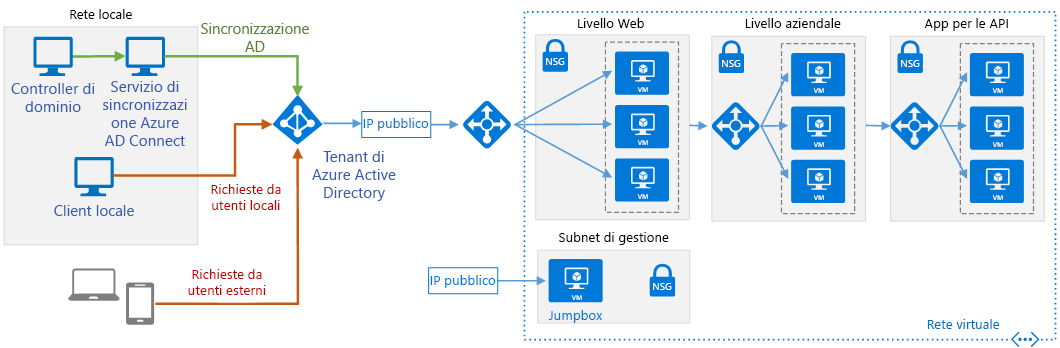 Rete locale
Sincronizzazione
AD
Controller di
dominio
Servizio di
sincronizzazi
one Azure
AD Connect
Client locale
Richieste da
utenti locali
Richieste da
utenti esterni
Tenant di
Azure Active
Directory
IP pubblico
Livello Web
NSG
VM
VM
VM
Livello aziendale
NSG
VM
VM
VM
App per le API
NSG
VM
VM
VM
Subnet di gestione
IP pubblico
VM
Jumpbox
NSG
Rete virtuale